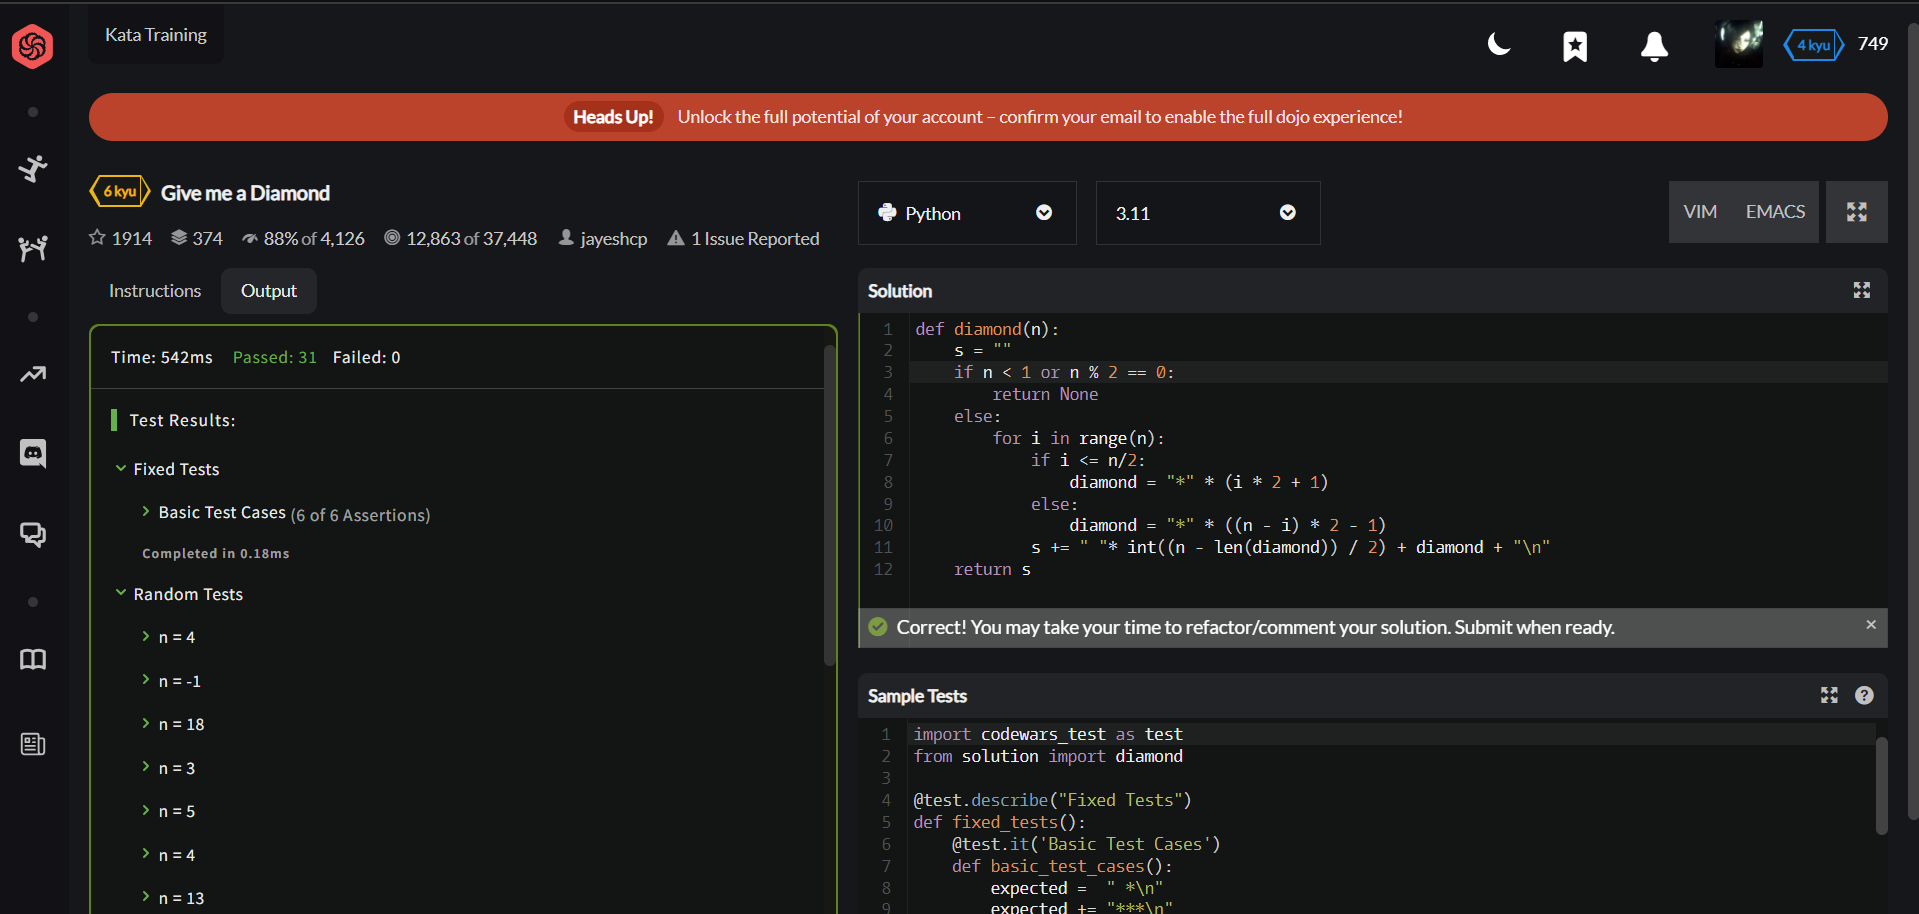 Kata Training
4 kyu 749
Heads Up! Unlock the full potential of your account – confirm your email to enable the full dojo experience!
6 kyu Give me a Diamond
1914 374 88% of 4,126 12,863 of 37,448 jayeshcp 1 Issue Reported
Instructions Output
Time: 542ms Passed: 31 Failed: 0
Test Results:
Fixed Tests
Basic Test Cases (6 of 6 Assertions)
Completed in 0.18ms
Random Tests
n = 4
n = -1
n = 18
n = 3
n = 5
n = 4
n = 13
Python 3.11 VIM EMACS
Solution
1 def diamond(n):
2     s = ""
3     if n < 1 or n % 2 == 0:
4         return None
5     else:
6         for i in range(n):
7             if i <= n/2:
8                 diamond = "*" * (i * 2 + 1)
9             else:
10                 diamond = "*" * ((n - i) * 2 - 1)
11             s += " "* int((n - len(diamond)) / 2) + diamond + "\n"
12     return s
Correct! You may take your time to refactor/comment your solution. Submit when ready. ×
Sample Tests ?
1 import codewars_test as test
2 from solution import diamond
3
4 @test.describe("Fixed Tests")
5 def fixed_tests():
6     @test.it('Basic Test Cases')
7     def basic_test_cases():
8         expected =  " *\n"
9         expected += "***\n"